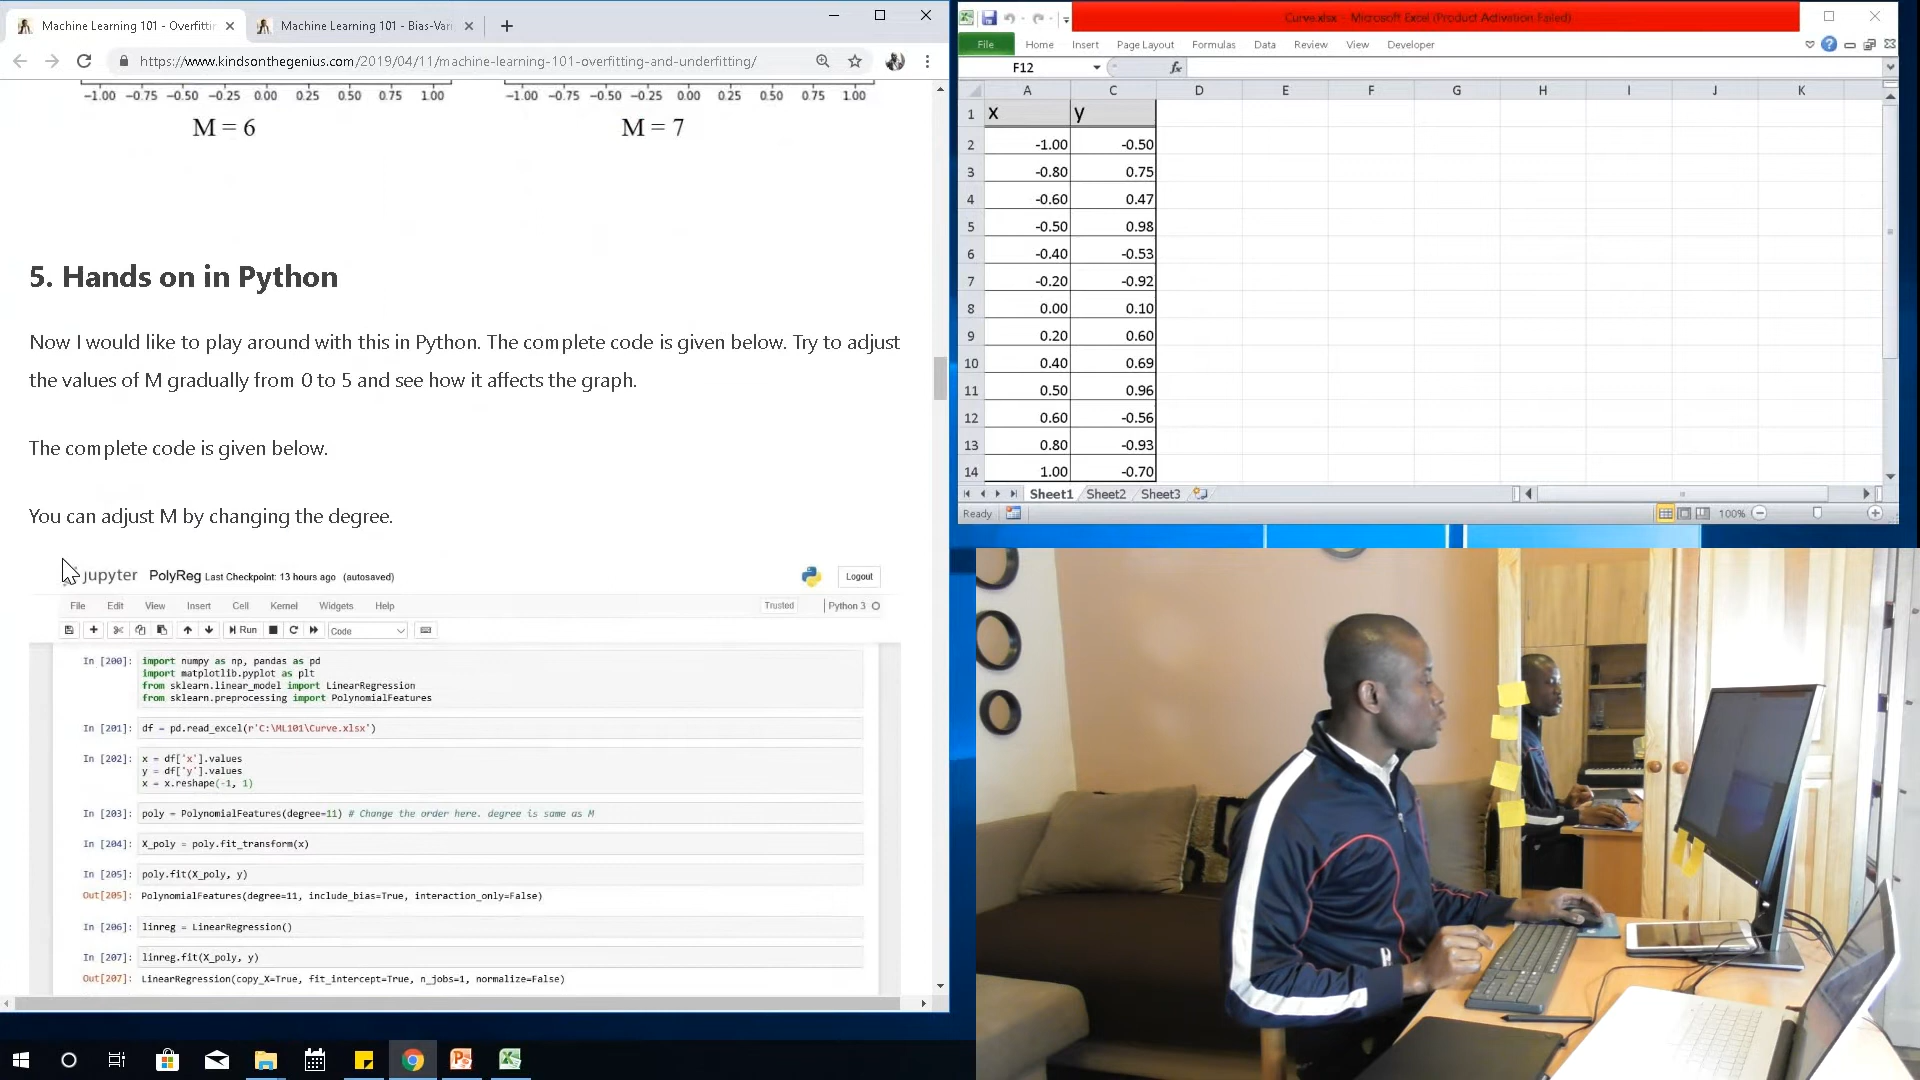 Machine Learning 101 - Overfittin
Machine Learning 101 - Bias-Vari
https://www.kindsonthegenius.com/2019/04/11/machine-learning-101-overfitting-and-underfitting/
-1.00 -0.75 -0.50 -0.25 0.00 0.25 0.50 0.75 1.00
-1.00 -0.75 -0.50 -0.25 0.00 0.25 0.50 0.75 1.00
M = 6
M = 7
5. Hands on in Python
Now I would like to play around with this in Python. The complete code is given below. Try to adjust
the values of M gradually from 0 to 5 and see how it affects the graph.
The complete code is given below.
You can adjust M by changing the degree.
jupyter PolyReg Last Checkpoint: 13 hours ago (autosaved)
Logout
File Edit View Insert Cell Kernel Widgets Help
Trusted
Python 3
Run
Code
In [200]: import numpy as np, pandas as pd
import matplotlib.pyplot as plt
from sklearn.linear_model import LinearRegression
from sklearn.preprocessing import PolynomialFeatures
In [201]: df = pd.read_excel(r'C:\ML101\Curve.xlsx')
In [202]: x = df['x'].values
y = df['y'].values
x = x.reshape(-1, 1)
In [203]: poly = PolynomialFeatures(degree=11) # Change the order here. degree is same as M
In [204]: X_poly = poly.fit_transform(x)
In [205]: poly.fit(X_poly, y)
Out[205]: PolynomialFeatures(degree=11, include_bias=True, interaction_only=False)
In [206]: linreg = LinearRegression()
In [207]: linreg.fit(X_poly, y)
Out[207]: LinearRegression(copy_X=True, fit_intercept=True, n_jobs=1, normalize=False)
Curve.xlsx - Microsoft Excel (Product Activation Failed)
File Home Insert Page Layout Formulas Data Review View Developer
F12
fx
A C D E F G H I J K
1 x y
2 -1.00 -0.50
3 -0.80 0.75
4 -0.60 0.47
5 -0.50 0.98
6 -0.40 -0.53
7 -0.20 -0.92
8 0.00 0.10
9 0.20 0.60
10 0.40 0.69
11 0.50 0.96
12 0.60 -0.56
13 0.80 -0.93
14 1.00 -0.70
Sheet1 Sheet2 Sheet3
Ready
100%